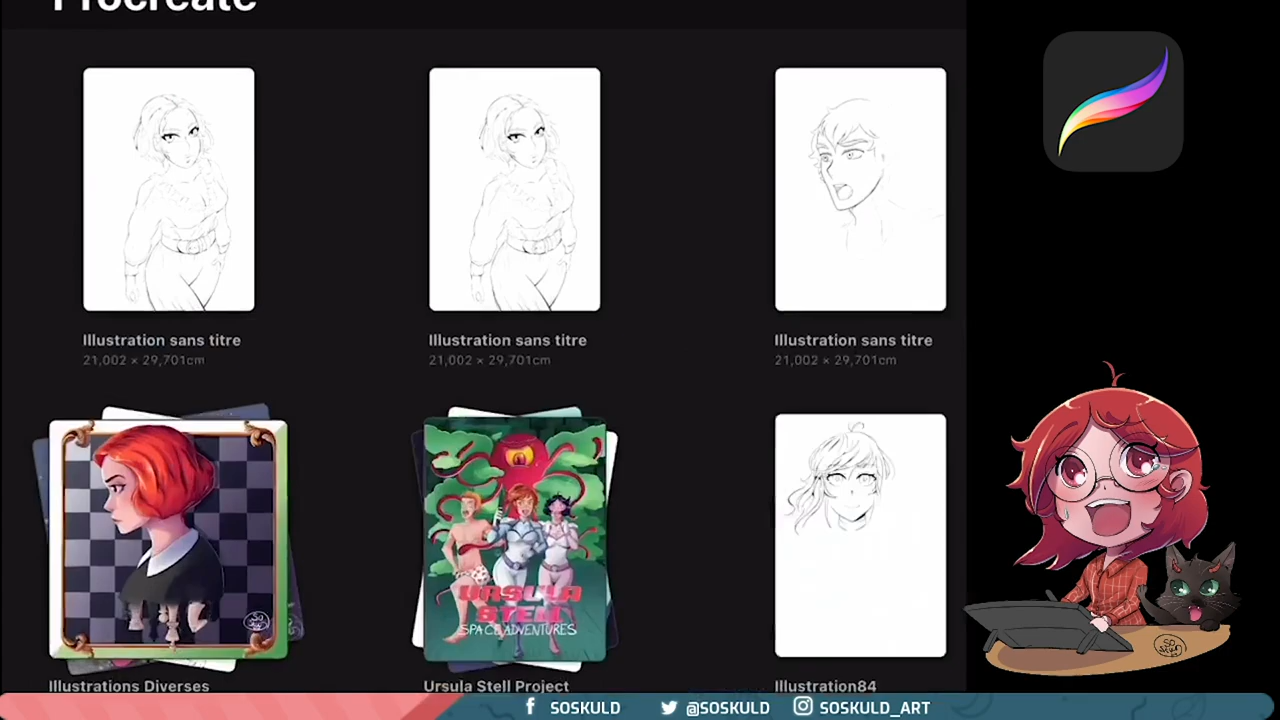 Procreate
Illustration sans titre
21,002 × 29,701cm
Illustration sans titre
21,002 × 29,701cm
Illustration sans titre
21,002 × 29,701cm
URSULA
STELL
SPACE ADVENTURES
Illustrations Diverses
Ursula Stell Project
Illustration84
SOSKULD
@SOSKULD
SOSKULD_ART